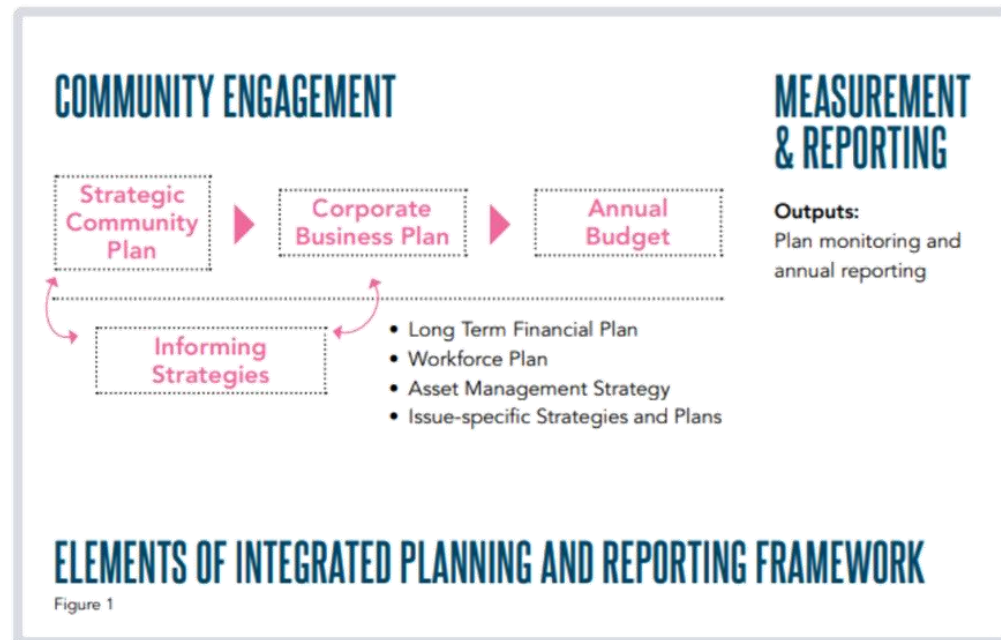 COMMUNITY ENGAGEMENT
Strategic
Community
Plan
Corporate
Business Plan
Annual
Budget
Informing
Strategies
• Long Term Financial Plan
• Workforce Plan
• Asset Management Strategy
• Issue-specific Strategies and Plans
MEASUREMENT
& REPORTING
Outputs:
Plan monitoring and
annual reporting
ELEMENTS OF INTEGRATED PLANNING AND REPORTING FRAMEWORK
Figure 1